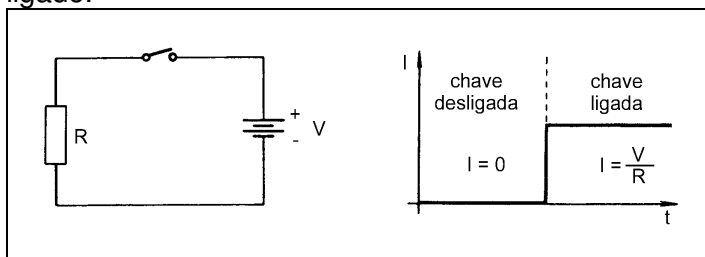 ligado.
R
+
V
-
I
chave
desligada
chave
ligada
I = 0
I = V/R
t